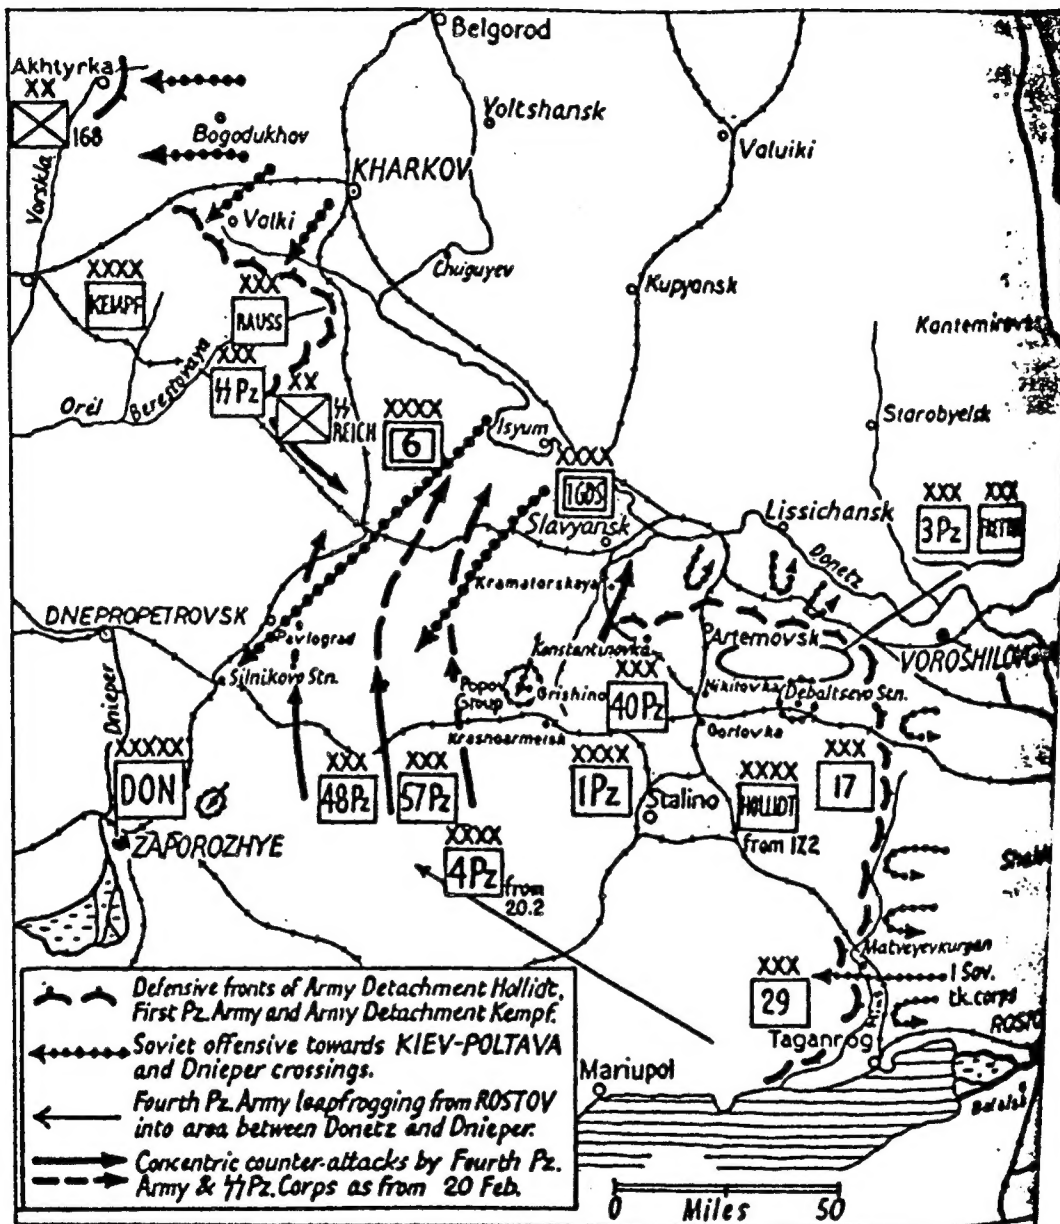 Belgorod
Akhtyrka
XX
168
Bogodukhov
Voltshansk
Valuiki
KHARKOV
Vorskla
Valki
Chuiguyev
Kupyansk
XXXX
KEMPF
XXX
RAUSS
Kantemirovka
XXX
SS Pz
XX
SS
REICH
Orel
Berestovaya
XXXX
6
Isyum
Starobyelsk
XXXX
1 GDS
Slavyansk
Lissichansk
XXX
3 Pz
XXX
Donetz
Kramatorskaya
DNEPROPETROVSK
Pavlograd
Silnikovo Stn.
Konstantinovka
Artemovsk
Popov
Group
Grishino
XXX
40 Pz
Nikitovka
Debaltsevo Stn.
Krasnoarmeisk
Gorlovka
Dnieper
XXXXX
DON
ZAPOROZHYE
XXX
48 Pz
XXX
57 Pz
XXXX
1 Pz
Stalino
XXXX
HOLLIDT
XXX
17
XXXX
4 Pz
from
20.2
Matveyevkurgan
XXX
29
1 Sov.
tk. corps
Taganrog
Mariupol
Defensive fronts of Army Detachment Hollidt,
First Pz. Army and Army Detachment Kempf.
Soviet offensive towards KIEV-POLTAVA
and Dnieper crossings.
Fourth Pz. Army leapfrogging from ROSTOV
into area between Donetz and Dnieper.
Concentric counter-attacks by Fourth Pz.
Army & SS Pz. Corps as from 20 Feb.
0 Miles 50